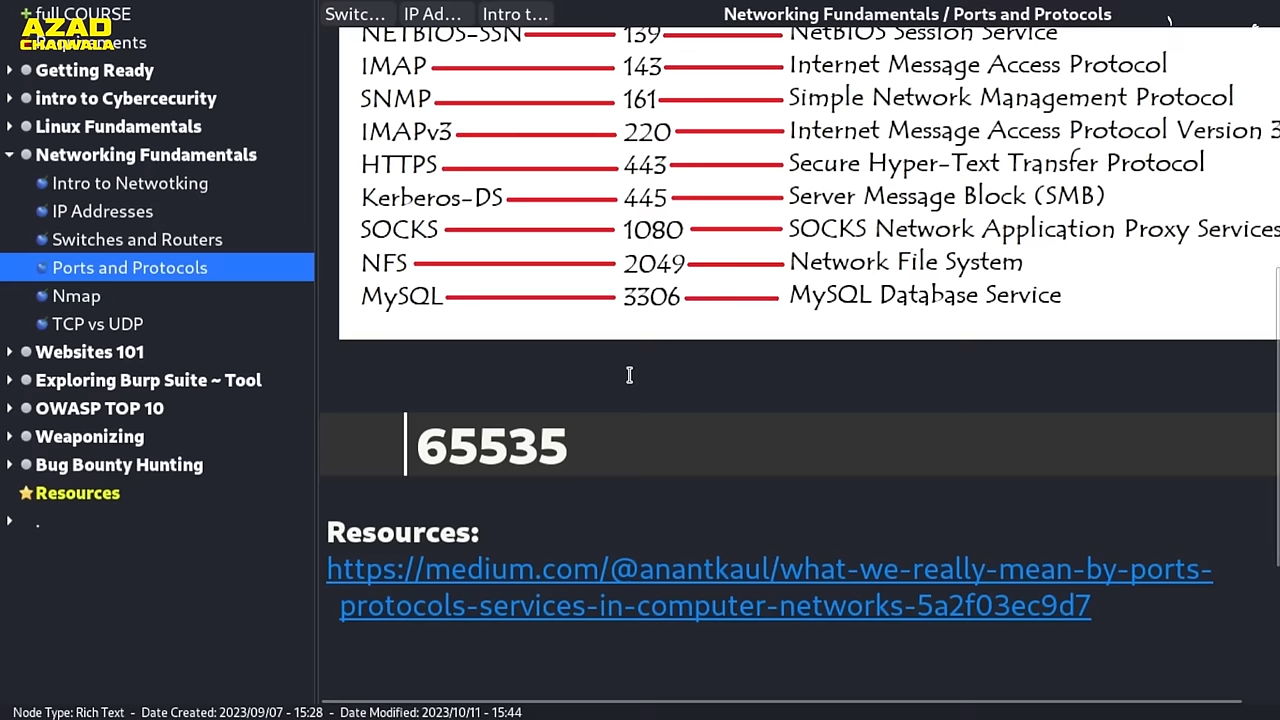 full COURSE
AZAD
CHAIWALA
Requirements
Getting Ready
intro to Cybercecurity
Linux Fundamentals
Networking Fundamentals
Intro to Netwotking
IP Addresses
Switches and Routers
Ports and Protocols
Nmap
TCP vs UDP
Websites 101
Exploring Burp Suite ~ Tool
OWASP TOP 10
Weaponizing
Bug Bounty Hunting
Resources
.
Switc... IP Ad... Intro t... Networking Fundamentals / Ports and Protocols
NETBIOS-SSN 139 NetBIOS Session Service
IMAP 143 Internet Message Access Protocol
SNMP 161 Simple Network Management Protocol
IMAPv3 220 Internet Message Access Protocol Version 3
HTTPS 443 Secure Hyper-Text Transfer Protocol
Kerberos-DS 445 Server Message Block (SMB)
SOCKS 1080 SOCKS Network Application Proxy Services
NFS 2049 Network File System
MySQL 3306 MySQL Database Service
65535
Resources:
https://medium.com/@anantkaul/what-we-really-mean-by-ports-
protocols-services-in-computer-networks-5a2f03ec9d7
Node Type: Rich Text - Date Created: 2023/09/07 - 15:28 - Date Modified: 2023/10/11 - 15:44